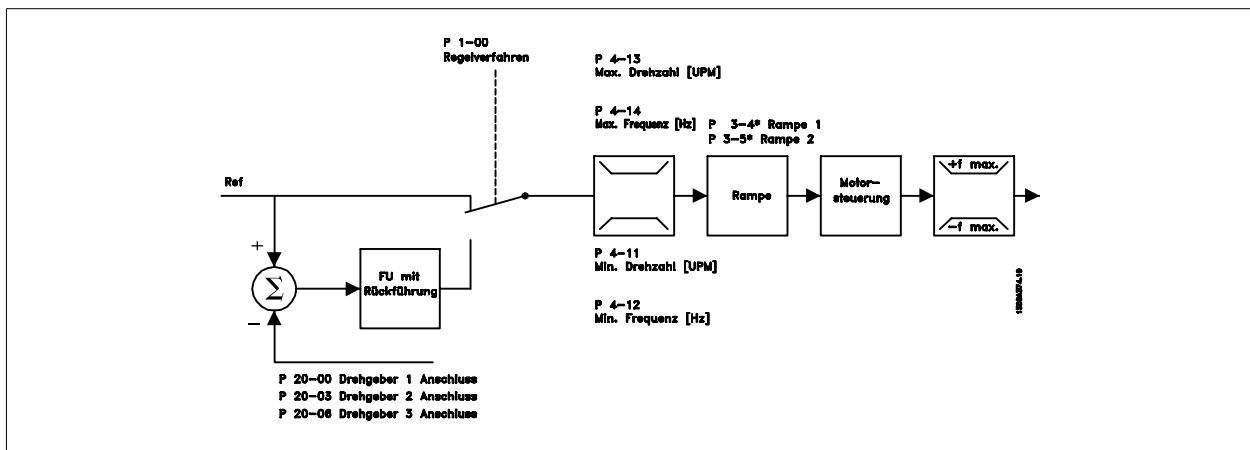 P 1-00
Regelverfahren
P 4-13
Max. Drehzahl [UPM]
P 4-14
Max. Frequenz [Hz]
P 3-4* Rampe 1
P 3-5* Rampe 2
Ref
Rampe
Motor-
steuerung
+f max.
-f max.
+
Σ
-
FU mit
Rückführung
P 4-11
Min. Drehzahl [UPM]
P 4-12
Min. Frequenz [Hz]
P 20-00 Drehgeber 1 Anschluss
P 20-03 Drehgeber 2 Anschluss
P 20-06 Drehgeber 3 Anschluss